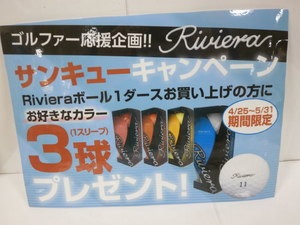 ゴルファー応援企画!! Riviera
サンキューキャンペーン
Rivieraボール1ダースお買い上げの方に
お好きなカラー
(1スリーブ)
3球
プレゼント!
4/25~5/31
期間限定
Riviera
11